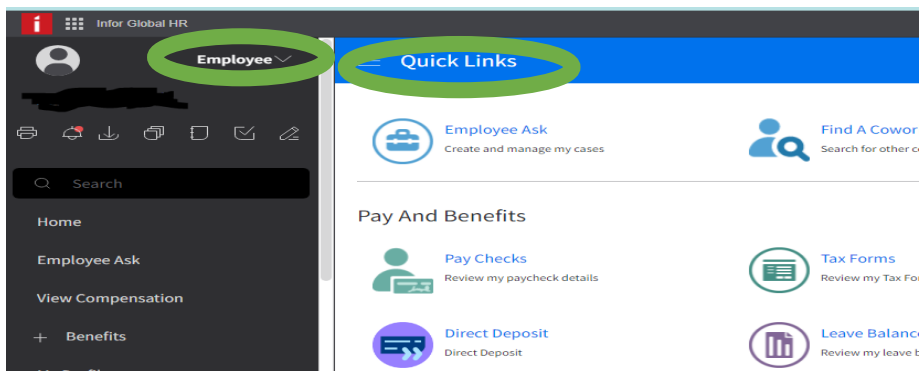 Infor Global HR
Employee
Quick Links
Search
Home
Employee Ask
View Compensation
+ Benefits
Employee Ask
Create and manage my cases
Find A Cowor
Search for other c
Pay And Benefits
Pay Checks
Review my paycheck details
Tax Forms
Review my Tax Fo
Direct Deposit
Direct Deposit
Leave Balanc
Review my leave b